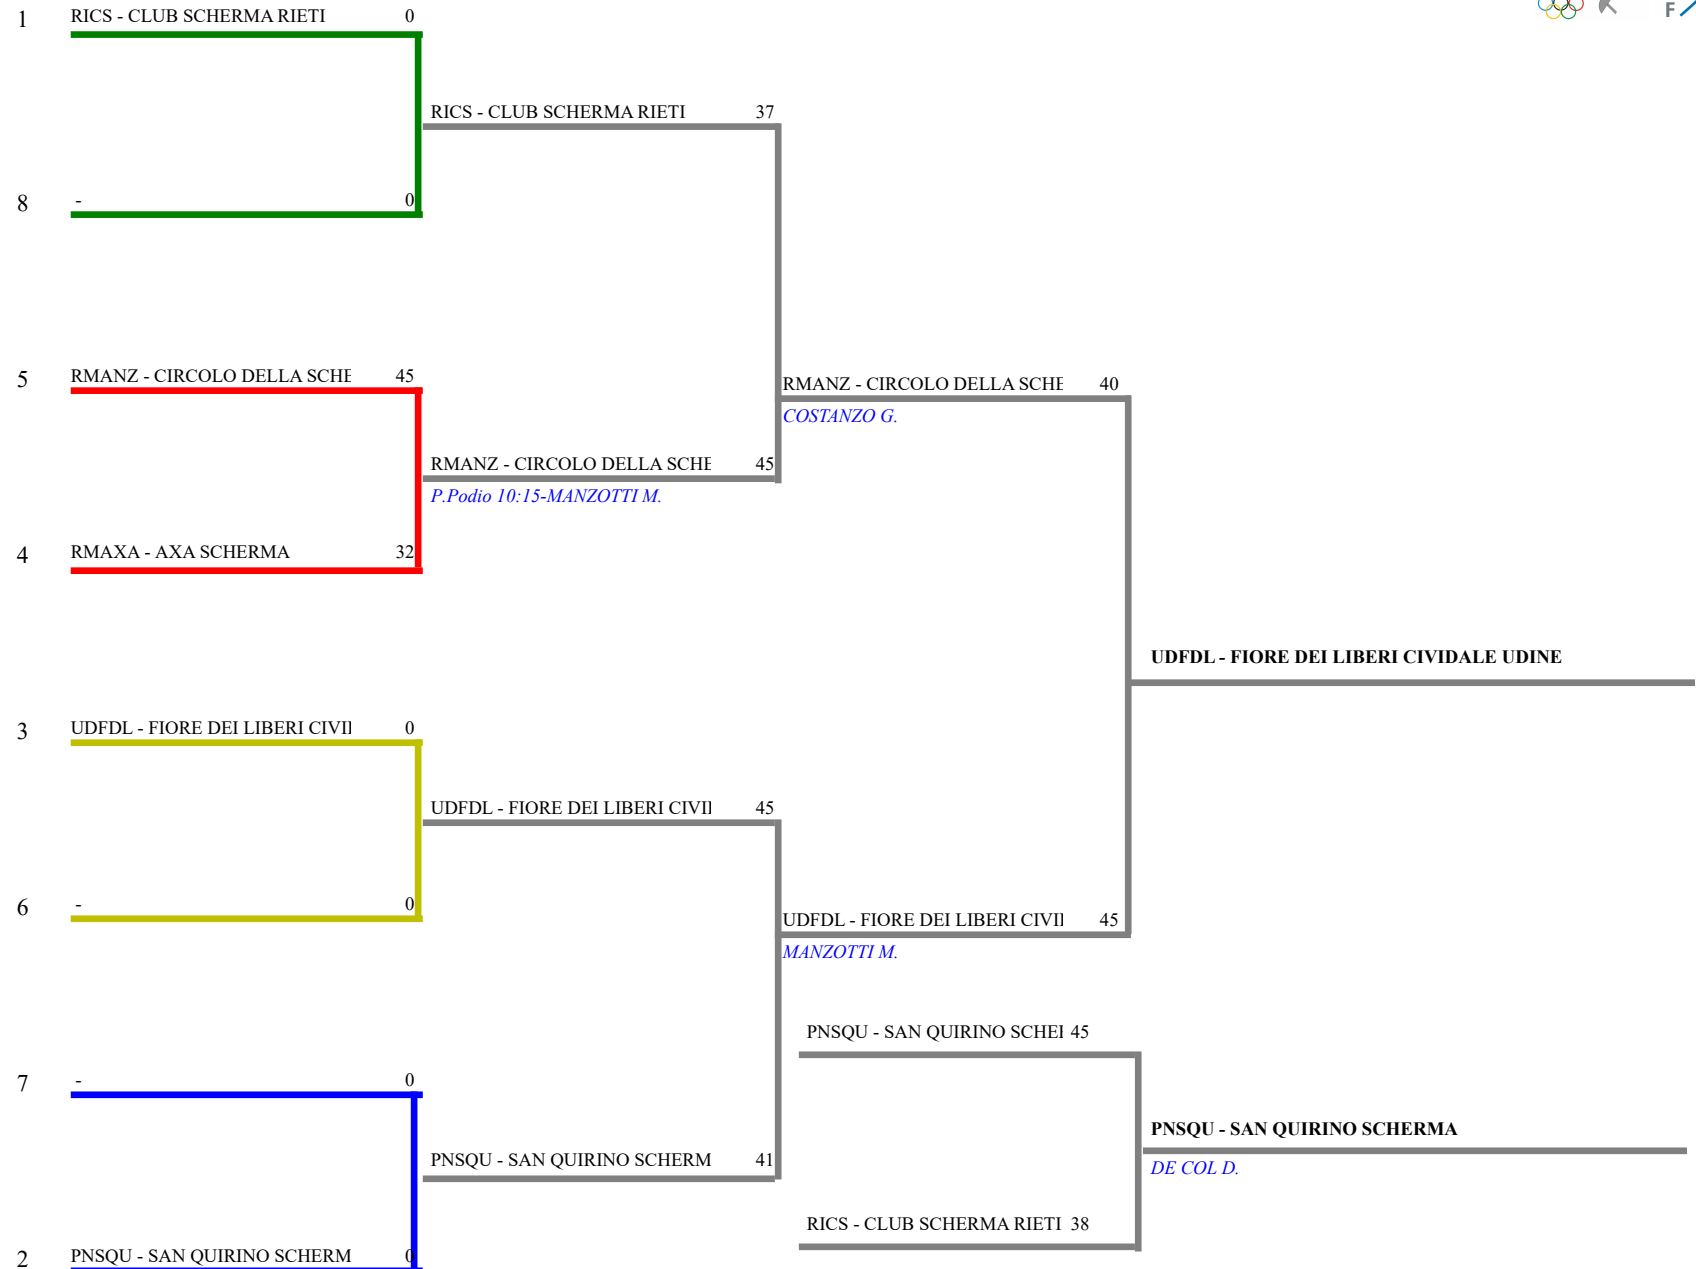 1 RICS - CLUB SCHERMA RIETI 0
F
RICS - CLUB SCHERMA RIETI 37
8 - 0
5 RMANZ - CIRCOLO DELLA SCHE 45
RMANZ - CIRCOLO DELLA SCHE 40
COSTANZO G.
RMANZ - CIRCOLO DELLA SCHE 45
P.Podio 10:15-MANZOTTI M.
4 RMAXA - AXA SCHERMA 32
UDFDL - FIORE DEI LIBERI CIVIDALE UDINE
3 UDFDL - FIORE DEI LIBERI CIVII 0
UDFDL - FIORE DEI LIBERI CIVII 45
6 - 0
UDFDL - FIORE DEI LIBERI CIVII 45
MANZOTTI M.
PNSQU - SAN QUIRINO SCHEI 45
7 - 0
PNSQU - SAN QUIRINO SCHERMA
PNSQU - SAN QUIRINO SCHERM 41
DE COL D.
RICS - CLUB SCHERMA RIETI 38
2 PNSQU - SAN QUIRINO SCHERM 0